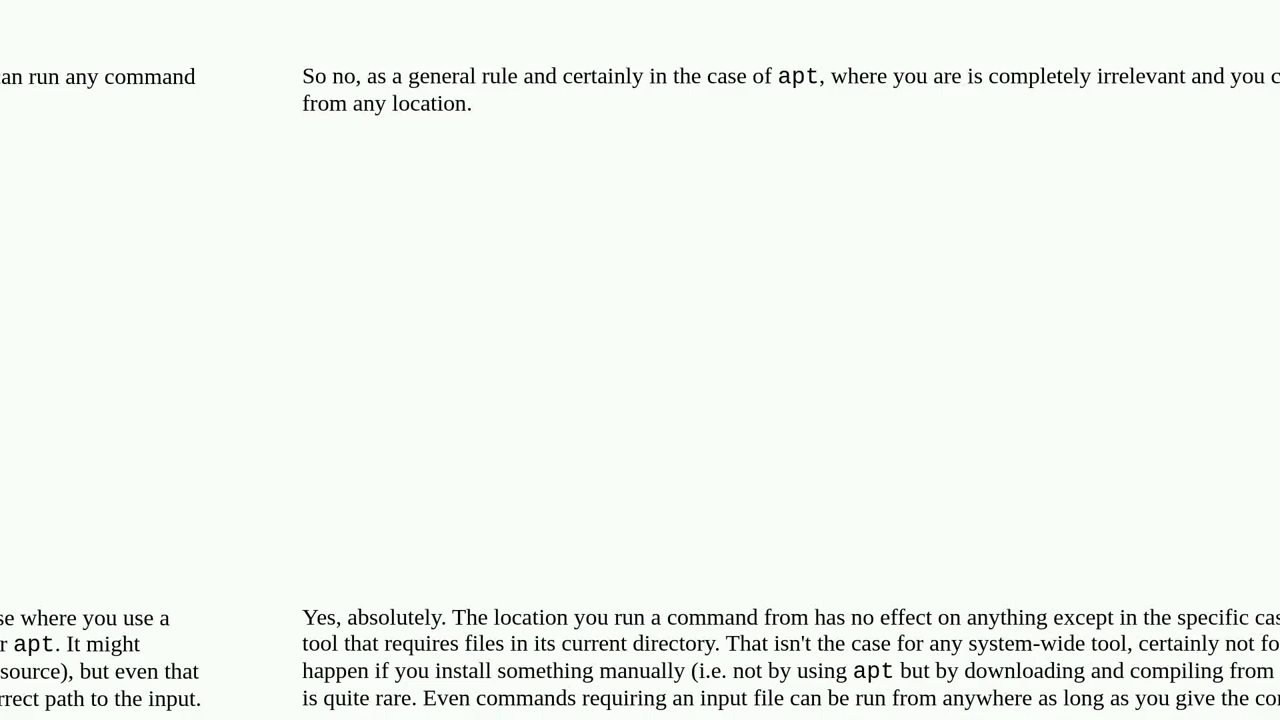 an run any command
So no, as a general rule and certainly in the case of apt, where you are is completely irrelevant and you c
from any location.
se where you use a
r apt. It might
source), but even that
rrect path to the input.
Yes, absolutely. The location you run a command from has no effect on anything except in the specific cas
tool that requires files in its current directory. That isn't the case for any system-wide tool, certainly not fo
happen if you install something manually (i.e. not by using apt but by downloading and compiling from
is quite rare. Even commands requiring an input file can be run from anywhere as long as you give the co